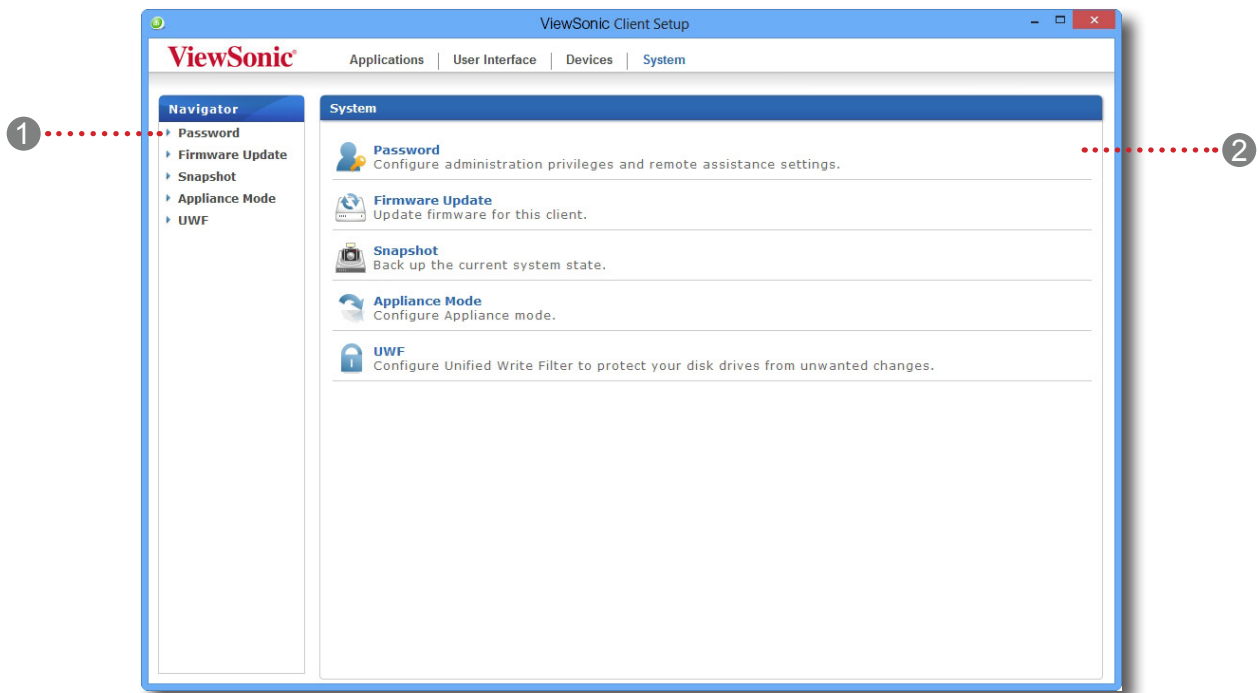 ViewSonic Client Setup
ViewSonic®
Applications | User Interface | Devices | System
Navigator
Password
Firmware Update
Snapshot
Appliance Mode
UWF
System
Password
Configure administration privileges and remote assistance settings.
Firmware Update
Update firmware for this client.
Snapshot
Back up the current system state.
Appliance Mode
Configure Appliance mode.
UWF
Configure Unified Write Filter to protect your disk drives from unwanted changes.
1
2